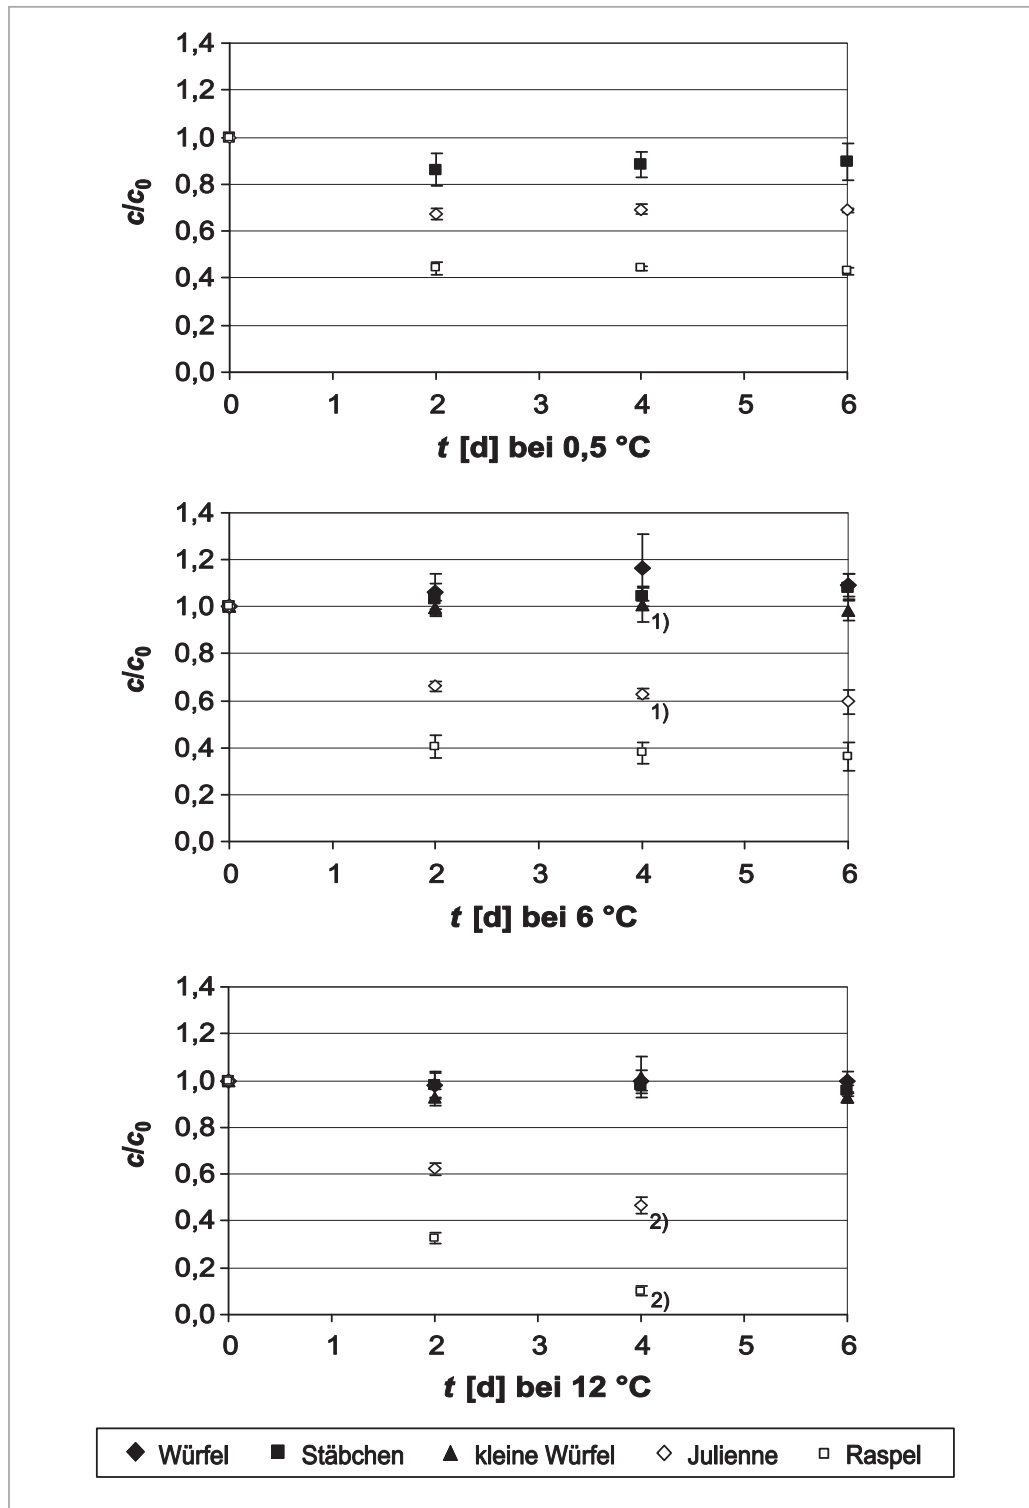 1,4
1,2
1,0
0,8
0,6
0,4
0,2
0,0
c/c0
0 1 2 3 4 5 6
t [d] bei 0,5 °C
1,4
1,2
1,0
0,8
0,6
0,4
0,2
0,0
c/c0
1)
1)
0 1 2 3 4 5 6
t [d] bei 6 °C
1,4
1,2
1,0
0,8
0,6
0,4
0,2
0,0
c/c0
2)
2)
0 1 2 3 4 5 6
t [d] bei 12 °C
Würfel Stäbchen kleine Würfel Julienne Raspel